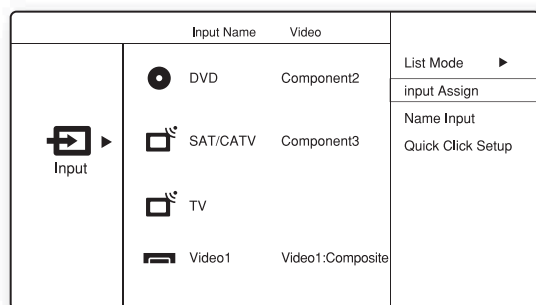 Input Name Video
DVD Component2
SAT/CATV Component3
TV
Video1 Video1:Composite
Input
List Mode
input Assign
Name Input
Quick Click Setup